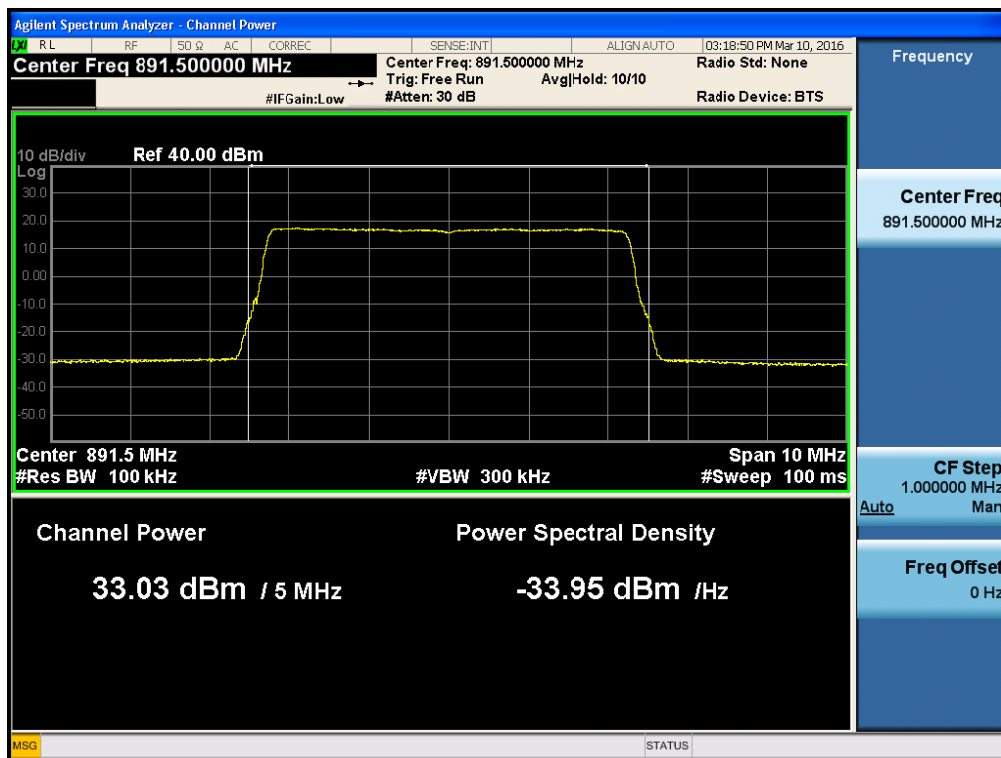 Agilent Spectrum Analyzer - Channel Power
LXI RL RF 50 Ω AC CORREC SENSE:INT ALIGN AUTO 03:18:50 PM Mar 10, 2016
Center Freq 891.500000 MHz
Center Freq: 891.500000 MHz
Radio Std: None
Trig: Free Run Avg|Hold: 10/10
#IFGain:Low
#Atten: 30 dB
Radio Device: BTS
10 dB/div Ref 40.00 dBm
Log
30.0
20.0
10.0
0.00
-10.0
-20.0
-30.0
-40.0
-50.0
Center 891.5 MHz Span 10 MHz
#Res BW 100 kHz #VBW 300 kHz #Sweep 100 ms
Channel Power Power Spectral Density
33.03 dBm / 5 MHz -33.95 dBm /Hz
Frequency
Center Freq
891.500000 MHz
CF Step
1.000000 MHz
Auto Man
Freq Offset
0 Hz
MSG STATUS